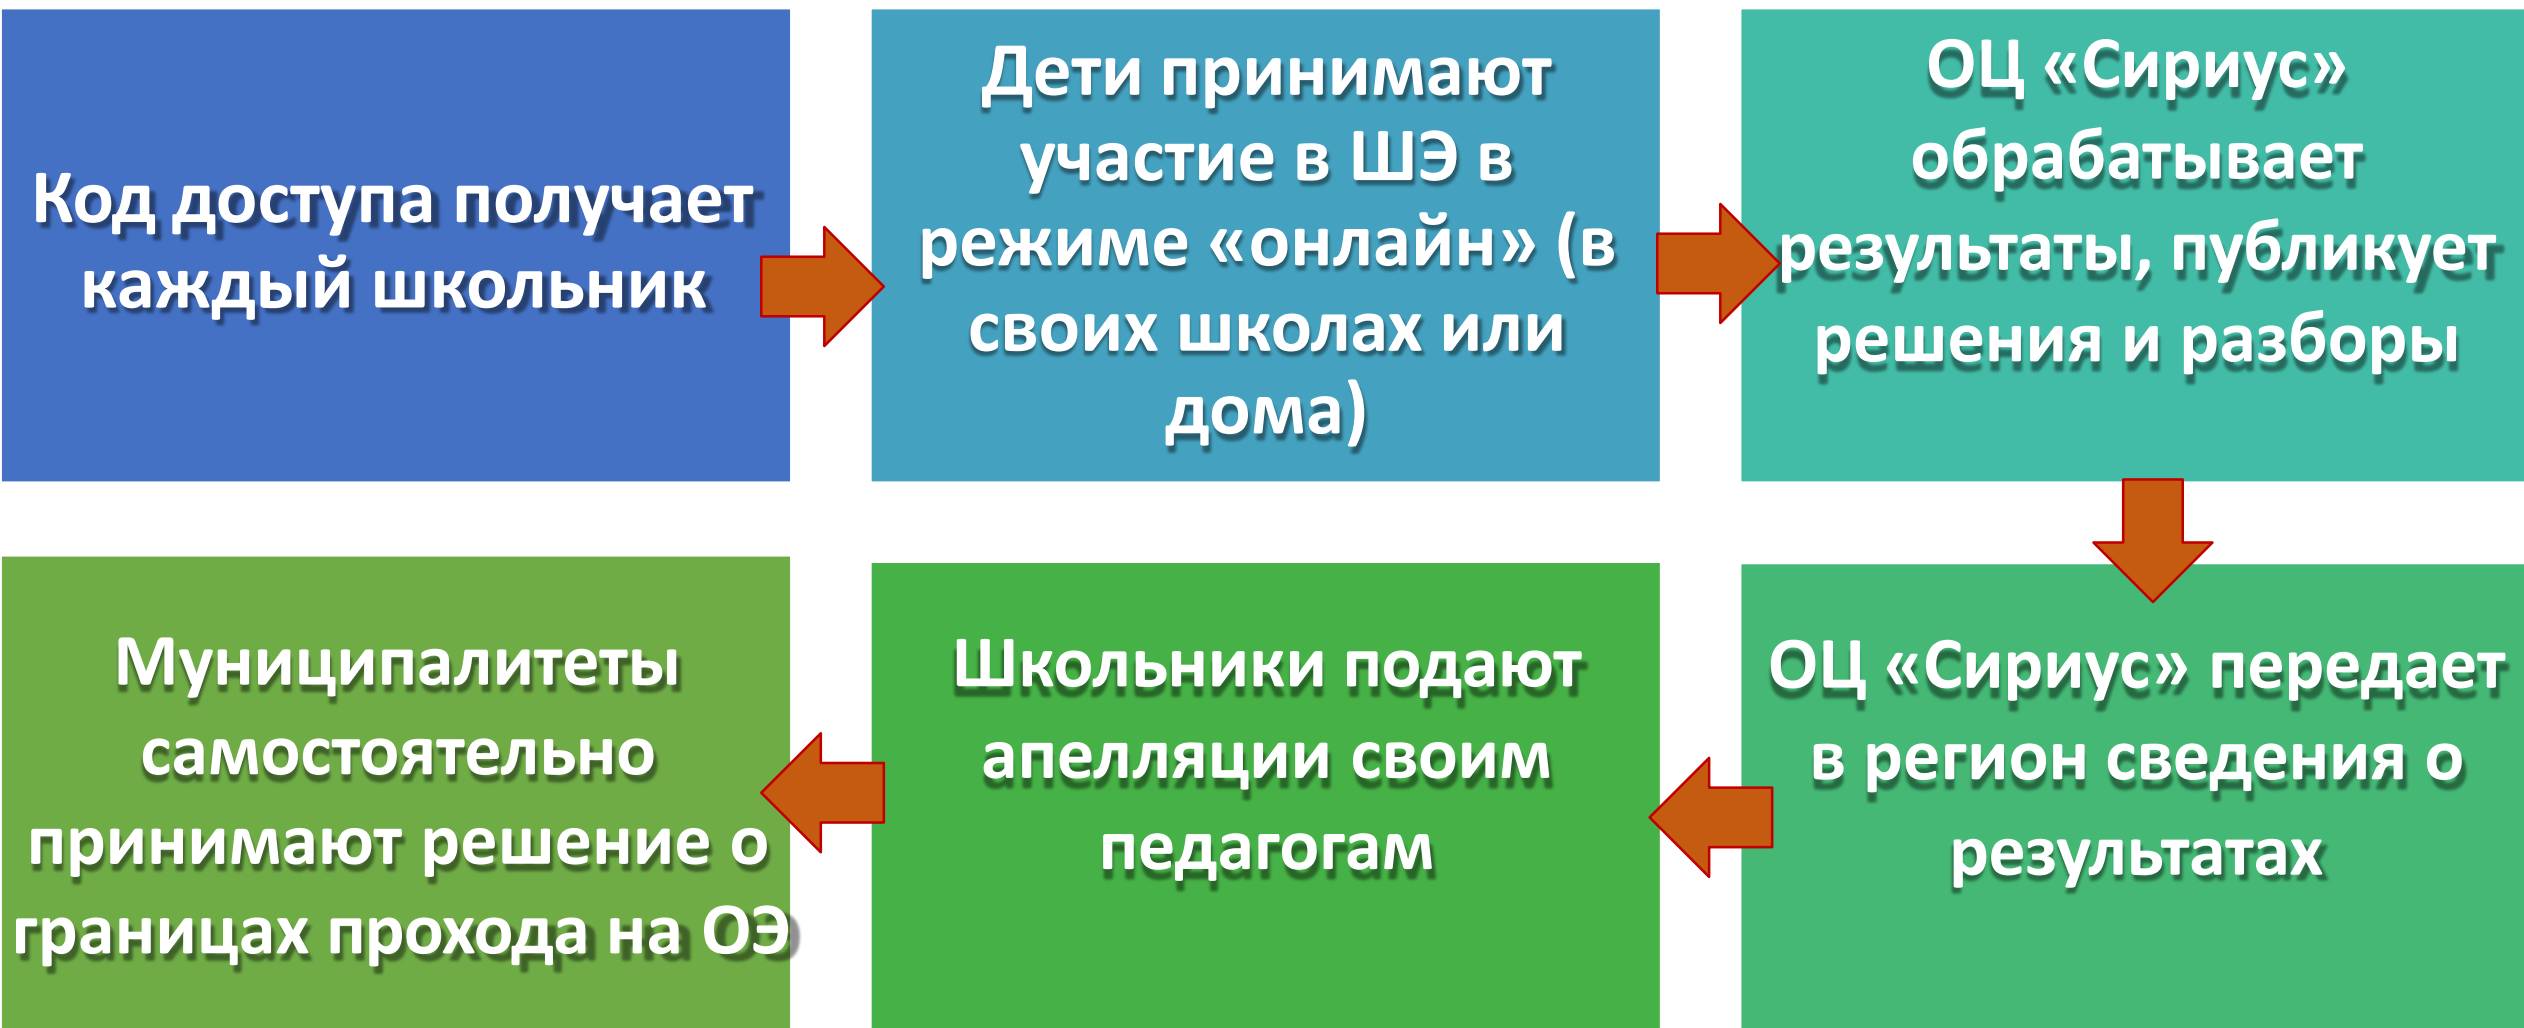 Код доступа получает
каждый школьник
Дети принимают
участие в ШЭ в
режиме «онлайн» (в
своих школах или
дома)
ОЦ «Сириус»
обрабатывает
результаты, публикует
решения и разборы
ОЦ «Сириус» передает
в регион сведения о
результатах
Школьники подают
апелляции своим
педагогам
Муниципалитеты
самостоятельно
принимают решение о
границах прохода на ОЭ